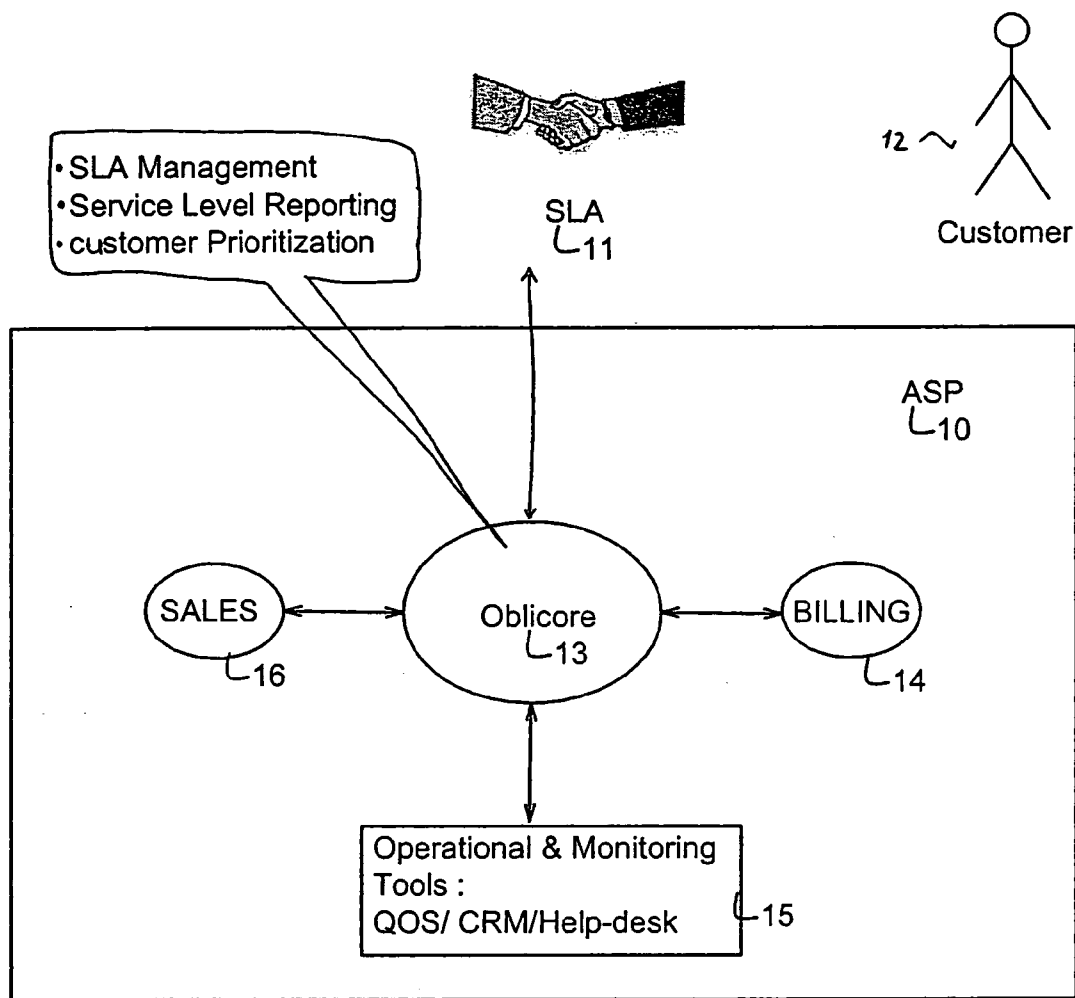 • SLA Management
• Service Level Reporting
• customer Prioritization
SLA
11
12
Customer
ASP
10
SALES
16
Oblicore
13
BILLING
14
Operational & Monitoring
Tools :
QOS/ CRM/Help-desk
15